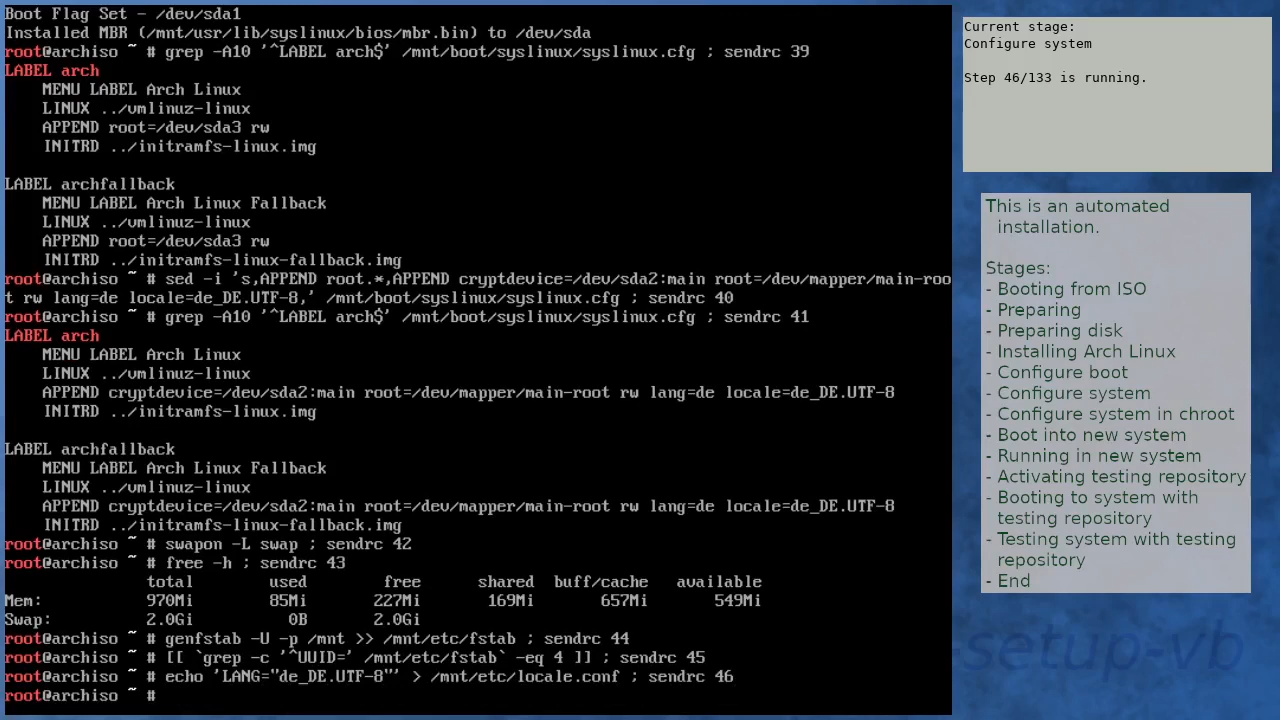 Boot Flag Set - /dev/sda1
Installed MBR (/mnt/usr/lib/syslinux/bios/mbr.bin) to /dev/sda
root@archiso ~ # grep -A10 '^LABEL arch$' /mnt/boot/syslinux/syslinux.cfg ; sendrc 39
LABEL arch
    MENU LABEL Arch Linux
    LINUX ../vmlinuz-linux
    APPEND root=/dev/sda3 rw
    INITRD ../initramfs-linux.img

LABEL archfallback
    MENU LABEL Arch Linux Fallback
    LINUX ../vmlinuz-linux
    APPEND root=/dev/sda3 rw
    INITRD ../initramfs-linux-fallback.img
root@archiso ~ # sed -i 's,APPEND root.*,APPEND cryptdevice=/dev/sda2:main root=/dev/mapper/main-roo
t rw lang=de locale=de_DE.UTF-8,' /mnt/boot/syslinux/syslinux.cfg ; sendrc 40
root@archiso ~ # grep -A10 '^LABEL arch$' /mnt/boot/syslinux/syslinux.cfg ; sendrc 41
LABEL arch
    MENU LABEL Arch Linux
    LINUX ../vmlinuz-linux
    APPEND cryptdevice=/dev/sda2:main root=/dev/mapper/main-root rw lang=de locale=de_DE.UTF-8
    INITRD ../initramfs-linux.img

LABEL archfallback
    MENU LABEL Arch Linux Fallback
    LINUX ../vmlinuz-linux
    APPEND cryptdevice=/dev/sda2:main root=/dev/mapper/main-root rw lang=de locale=de_DE.UTF-8
    INITRD ../initramfs-linux-fallback.img
root@archiso ~ # swapon -L swap ; sendrc 42
root@archiso ~ # free -h ; sendrc 43
               total        used        free      shared  buff/cache   available
Mem:           970Mi        85Mi       227Mi       169Mi       657Mi       549Mi
Swap:          2.0Gi          0B       2.0Gi
root@archiso ~ # genfstab -U -p /mnt >> /mnt/etc/fstab ; sendrc 44
root@archiso ~ # [[ `grep -c '^UUID=' /mnt/etc/fstab` -eq 4 ]] ; sendrc 45
root@archiso ~ # echo 'LANG="de_DE.UTF-8"' > /mnt/etc/locale.conf ; sendrc 46
root@archiso ~ #
Current stage:
Configure system

Step 46/133 is running.
This is an automated
installation.

Stages:
- Booting from ISO
- Preparing
- Preparing disk
- Installing Arch Linux
- Configure boot
- Configure system
- Configure system in chroot
- Boot into new system
- Running in new system
- Activating testing repository
- Booting to system with
testing repository
- Testing system with testing
repository
- End
-setup-vb